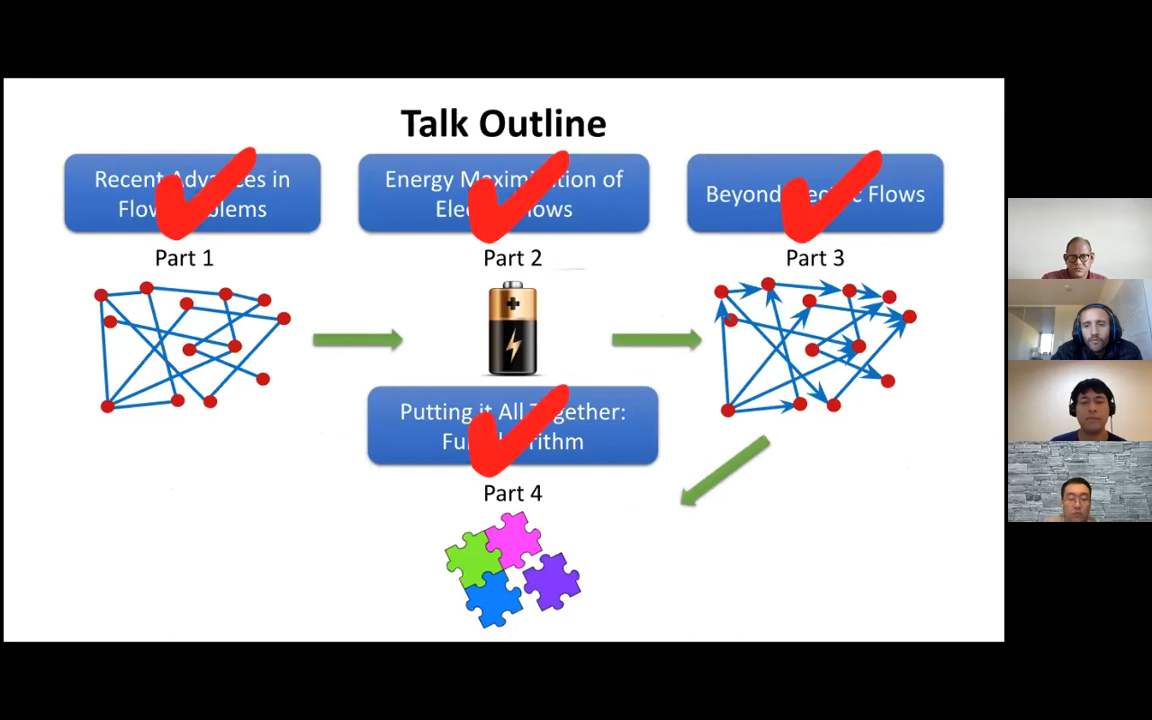 Talk Outline
Recent Advances in
Flow Problems
Part 1
Energy Maximization of
Electric Flows
Part 2
Beyond Electric Flows
Part 3
Putting it All Together:
Full Algorithm
Part 4